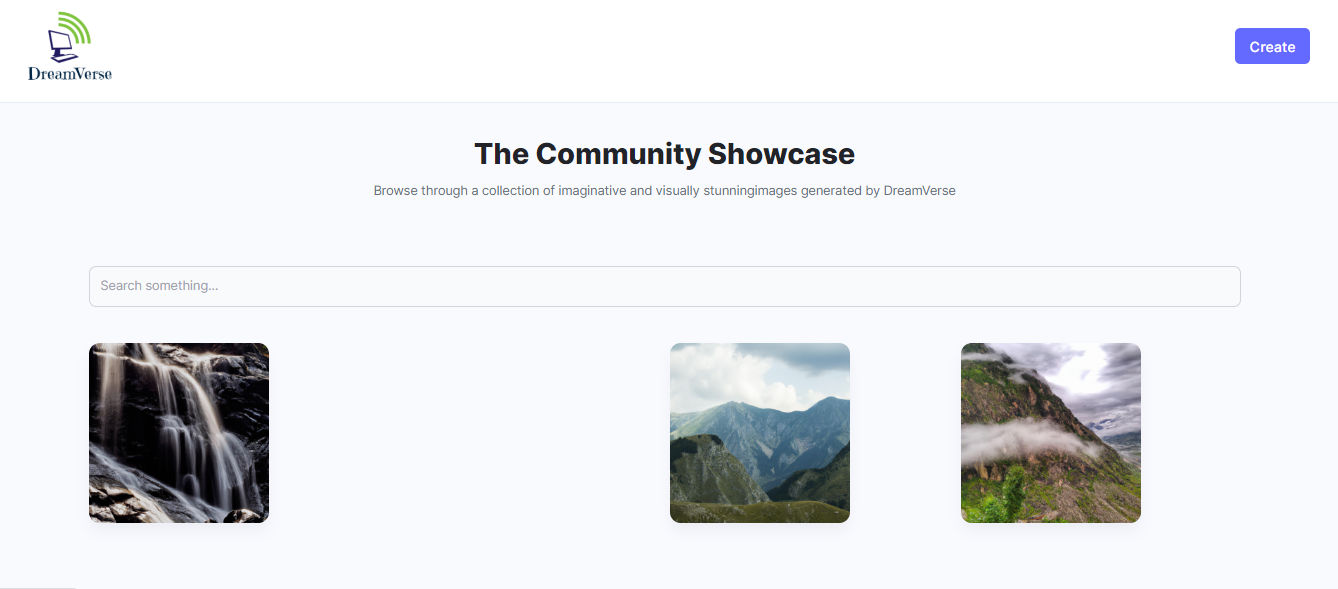 DreamVerse
Create
The Community Showcase
Browse through a collection of imaginative and visually stunningimages generated by DreamVerse
Search something...